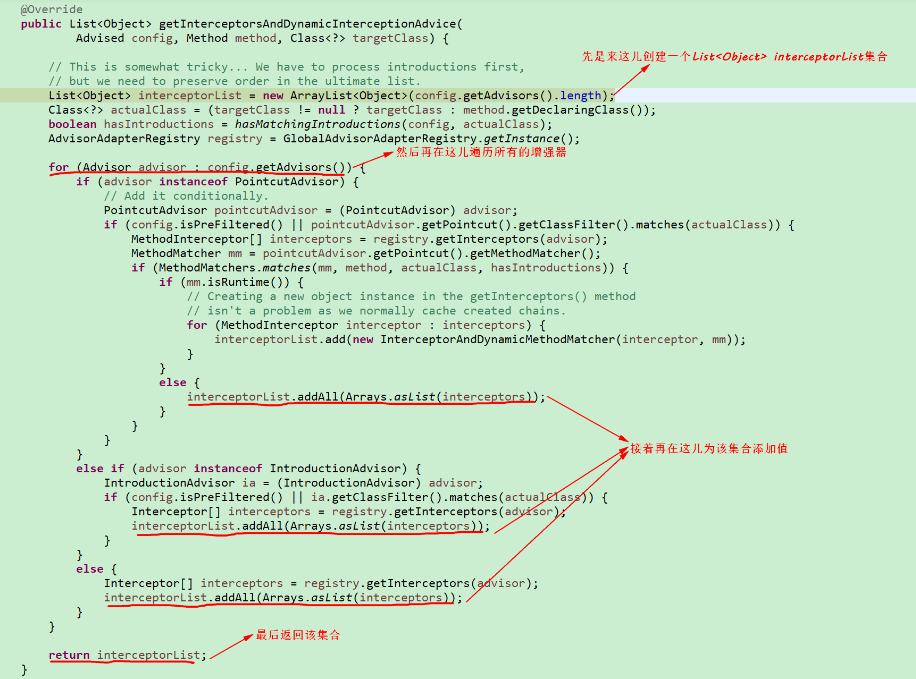 @Override
public List<Object> getInterceptorsAndDynamicInterceptionAdvice(
Advised config, Method method, Class<?> targetClass) {
// This is somewhat tricky... We have to process introductions first,
先是来这儿创建一个List<Object> interceptorList集合
// but we need to preserve order in the ultimate list.
List<Object> interceptorList = new ArrayList<Object>(config.getAdvisors().length);
Class<?> actualClass = (targetClass != null ? targetClass : method.getDeclaringClass());
boolean hasIntroductions = hasMatchingIntroductions(config, actualClass);
AdvisorAdapterRegistry registry = GlobalAdvisorAdapterRegistry.getInstance();
然后再在这儿遍历所有的增强器
for (Advisor advisor : config.getAdvisors()) {
if (advisor instanceof PointcutAdvisor) {
// Add it conditionally.
PointcutAdvisor pointcutAdvisor = (PointcutAdvisor) advisor;
if (config.isPreFiltered() || pointcutAdvisor.getPointcut().getClassFilter().matches(actualClass)) {
MethodInterceptor[] interceptors = registry.getInterceptors(advisor);
MethodMatcher mm = pointcutAdvisor.getPointcut().getMethodMatcher();
if (MethodMatchers.matches(mm, method, actualClass, hasIntroductions)) {
if (mm.isRuntime()) {
// Creating a new object instance in the getInterceptors() method
// isn't a problem as we normally cache created chains.
for (MethodInterceptor interceptor : interceptors) {
interceptorList.add(new InterceptorAndDynamicMethodMatcher(interceptor, mm));
}
}
else {
interceptorList.addAll(Arrays.asList(interceptors));
}
}
}
}
接着再在这儿为该集合添加值
else if (advisor instanceof IntroductionAdvisor) {
IntroductionAdvisor ia = (IntroductionAdvisor) advisor;
if (config.isPreFiltered() || ia.getClassFilter().matches(actualClass)) {
Interceptor[] interceptors = registry.getInterceptors(advisor);
interceptorList.addAll(Arrays.asList(interceptors));
}
}
else {
Interceptor[] interceptors = registry.getInterceptors(advisor);
interceptorList.addAll(Arrays.asList(interceptors));
}
}
最后返回该集合
return interceptorList;
}